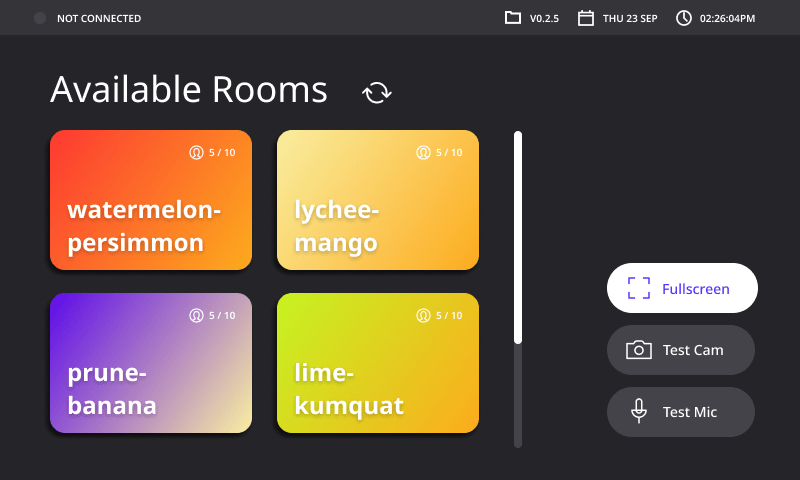 NOT CONNECTED
V0.2.5
THU 23 SEP
02:26:04PM
Available Rooms
5 / 10
watermelon-
persimmon
5 / 10
lychee-
mango
5 / 10
prune-
banana
5 / 10
lime-
kumquat
Fullscreen
Test Cam
Test Mic